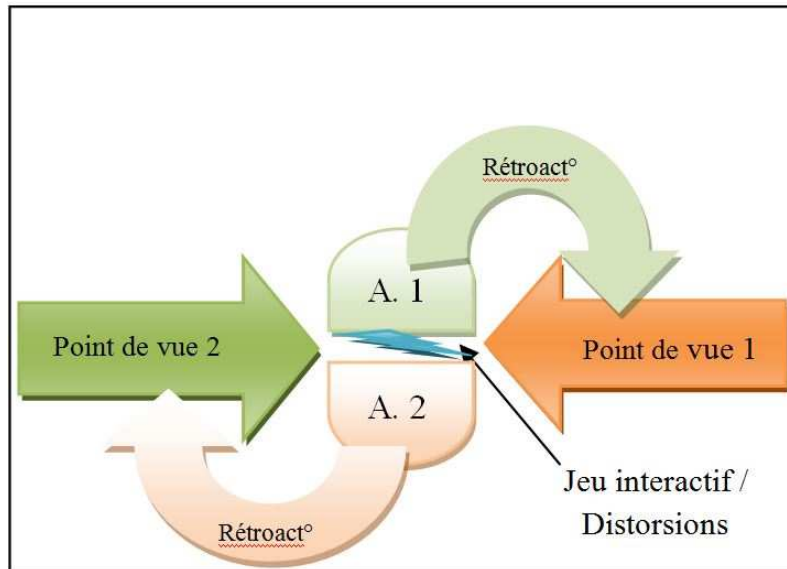 Rétroact°
A. 1
Point de vue 2
Point de vue 1
A. 2
Jeu interactif /
Distorsions
Rétroact°